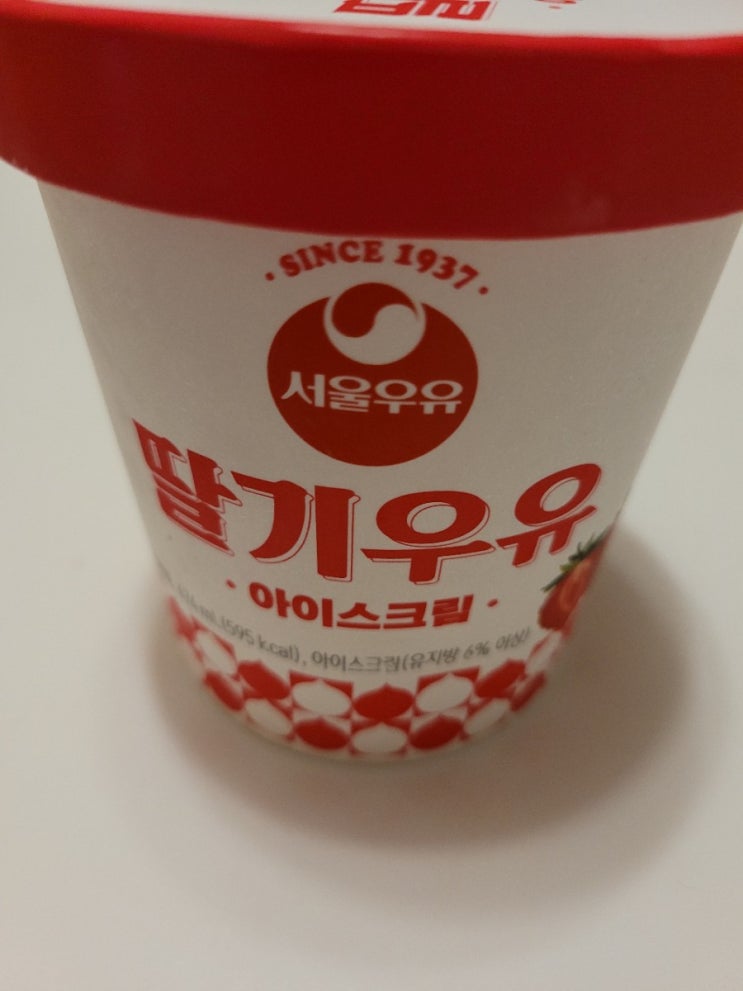 · SINCE 1937 ·
서울우유
딸기우유
· 아이스크림 ·
474 mL (595 kcal), 아이스크림(유지방 6% 이상)